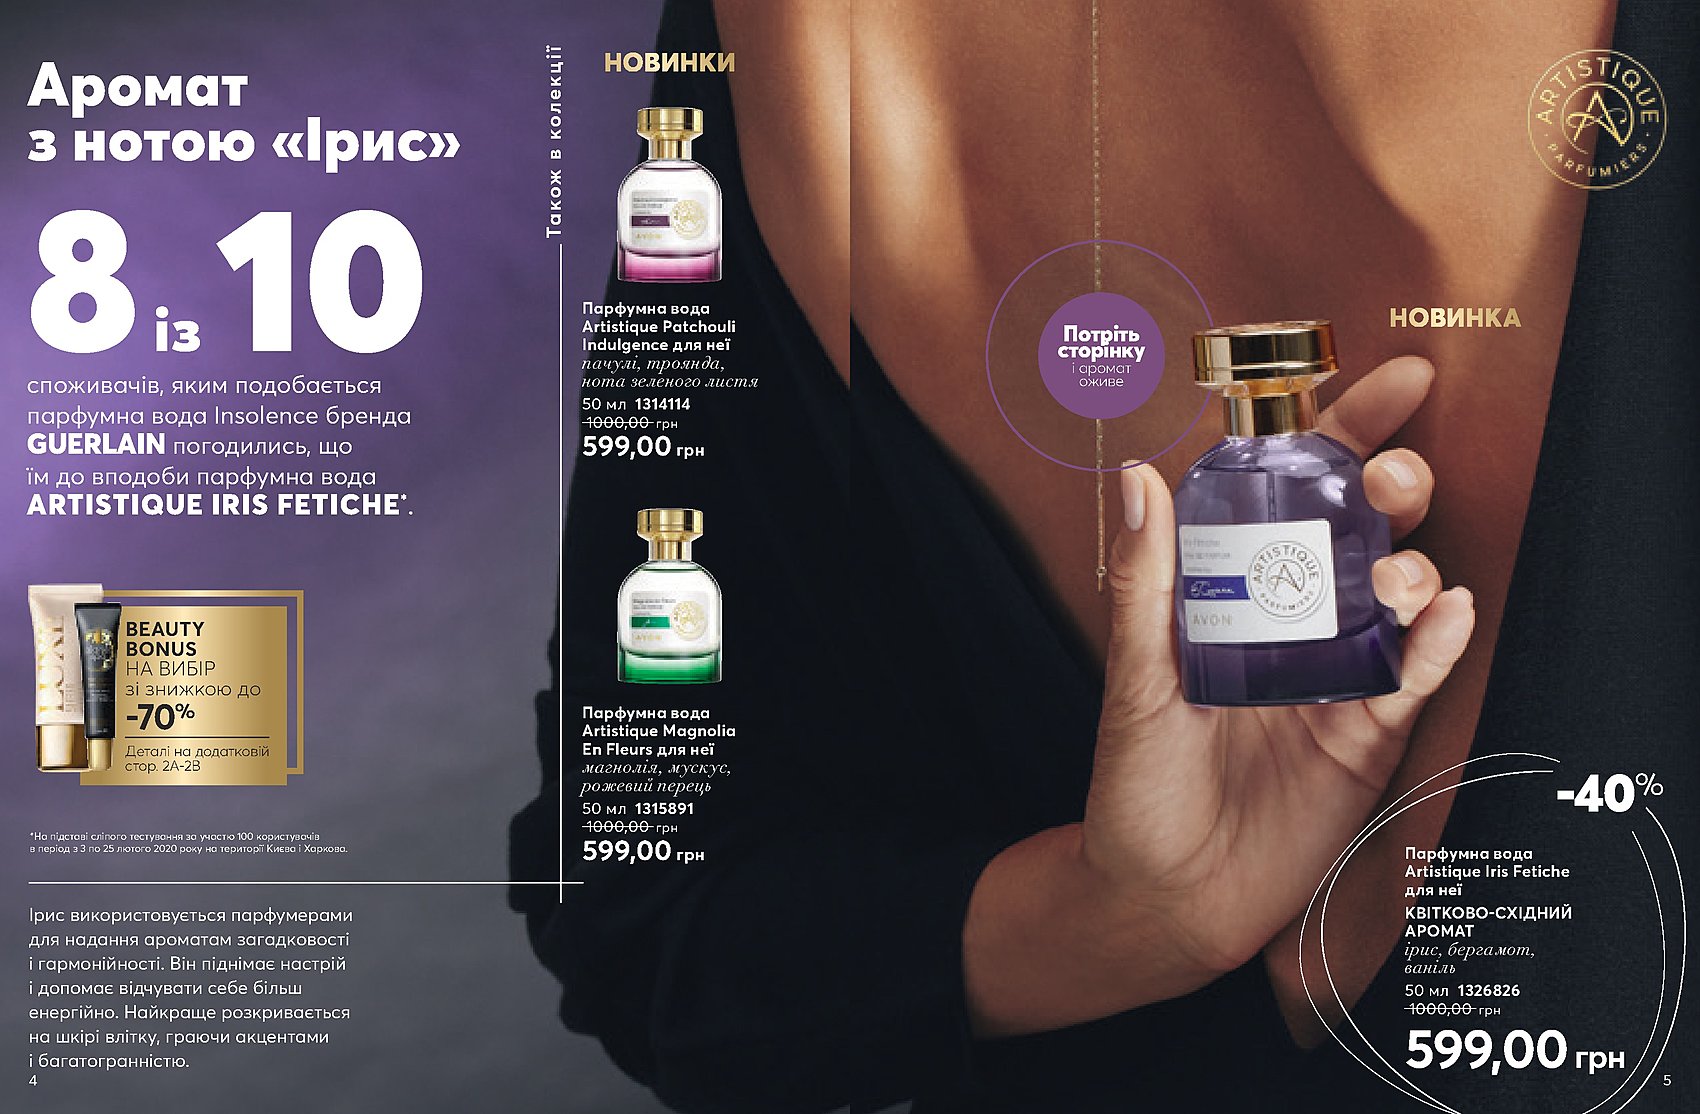 Аромат
з нотою «Ірис»
8 із 10
споживачів, яким подобається
парфумна вода Insolence бренда
GUERLAIN погодились, що
їм до вподоби парфумна вода
ARTISTIQUE IRIS FETICHE*.
LUXE
BEAUTY
BONUS
НА ВИБІР
зі знижкою до
-70%
Деталі на додатковій
стор. 2А-2В
*На підставі сліпого тестування за участю 100 користувачів
в період з 3 по 25 лютого 2020 року на території Києва і Харкова.
Ірис використовується парфумерами
для надання ароматам загадковості
і гармонійності. Він піднімає настрій
і допомає відчувати себе більш
енергійно. Найкраще розкривається
на шкірі влітку, граючи акцентами
і багатогранністю.
4
Також в колекції
НОВИНКИ
AVON
Парфумна вода
Artistique Patchouli
Indulgence для неї
пачулі, троянда,
нота зеленого листя
50 мл 1314114
1000,00 грн
599,00 грн
AVON
Парфумна вода
Artistique Magnolia
En Fleurs для неї
магнолія, мускус,
рожевий перець
50 мл 1315891
1000,00 грн
599,00 грн
ARTISTIQUE
PARFUMIERS
Потріть
сторінку
і аромат
оживе
НОВИНКА
ARTISTIQUE
PARFUMIERS
AVON
-40%
Парфумна вода
Artistique Iris Fetiche
для неї
КВІТКОВО-СХІДНИЙ
АРОМАТ
ірис, бергамот,
ваніль
50 мл 1326826
1000,00 грн
599,00 грн
5